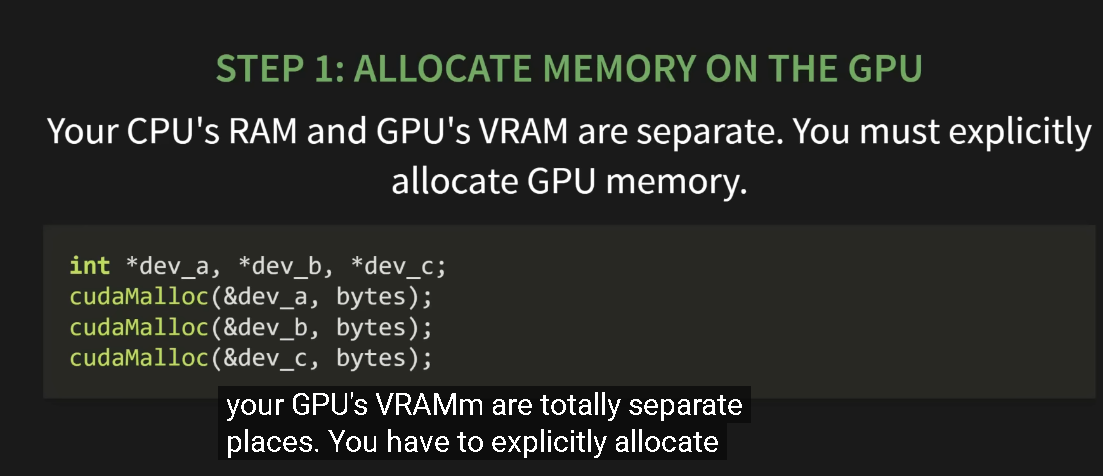 STEP 1: ALLOCATE MEMORY ON THE GPU
Your CPU's RAM and GPU's VRAM are separate. You must explicitly
allocate GPU memory.
int *dev_a, *dev_b, *dev_c;
cudaMalloc(&dev_a, bytes);
cudaMalloc(&dev_b, bytes);
cudaMalloc(&dev_c, bytes);
your GPU's VRAMm are totally separate
places. You have to explicitly allocate